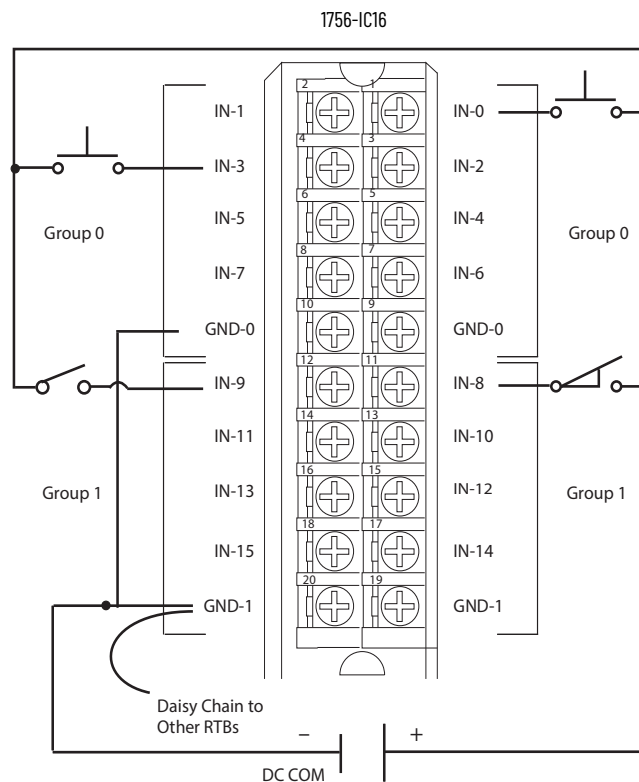 1756-IC16
2 1
IN-1 IN-0
4 3
IN-3 IN-2
6 5
IN-5 IN-4
Group 0 Group 0
8 7
IN-7 IN-6
10 9
GND-0 GND-0
12 11
IN-9 IN-8
14 13
IN-11 IN-10
16 15
Group 1 IN-13 IN-12 Group 1
18 17
IN-15 IN-14
20 19
GND-1 GND-1
Daisy Chain to
Other RTBs
– +
DC COM